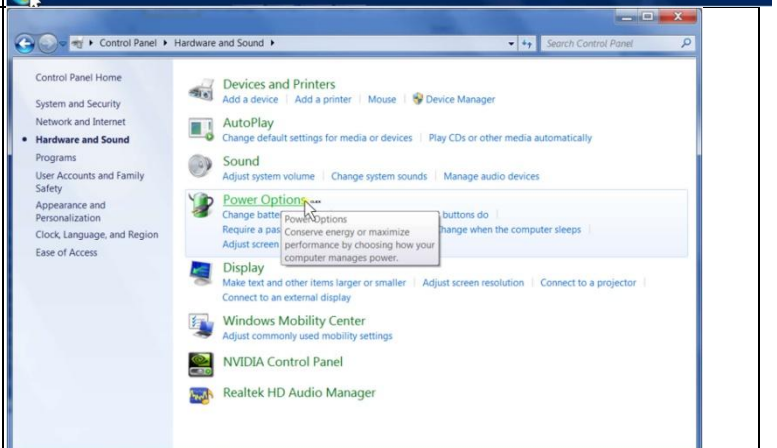 Control Panel ▸ Hardware and Sound ▸
Search Control Panel
Control Panel Home
System and Security
Network and Internet
Hardware and Sound
Programs
User Accounts and Family
Safety
Appearance and
Personalization
Clock, Language, and Region
Ease of Access
Devices and Printers
Add a device | Add a printer | Mouse | Device Manager
AutoPlay
Change default settings for media or devices | Play CDs or other media automatically
Sound
Adjust system volume | Change system sounds | Manage audio devices
Power Options
Change buttons do
Require a hange when the computer sleeps
Adjust screen
Power Options
Conserve energy or maximize
performance by choosing how your
computer manages power.
Display
Make text and other items larger or smaller | Adjust screen resolution | Connect to a projector
Connect to an external display
Windows Mobility Center
Adjust commonly used mobility settings
NVIDIA Control Panel
Realtek HD Audio Manager